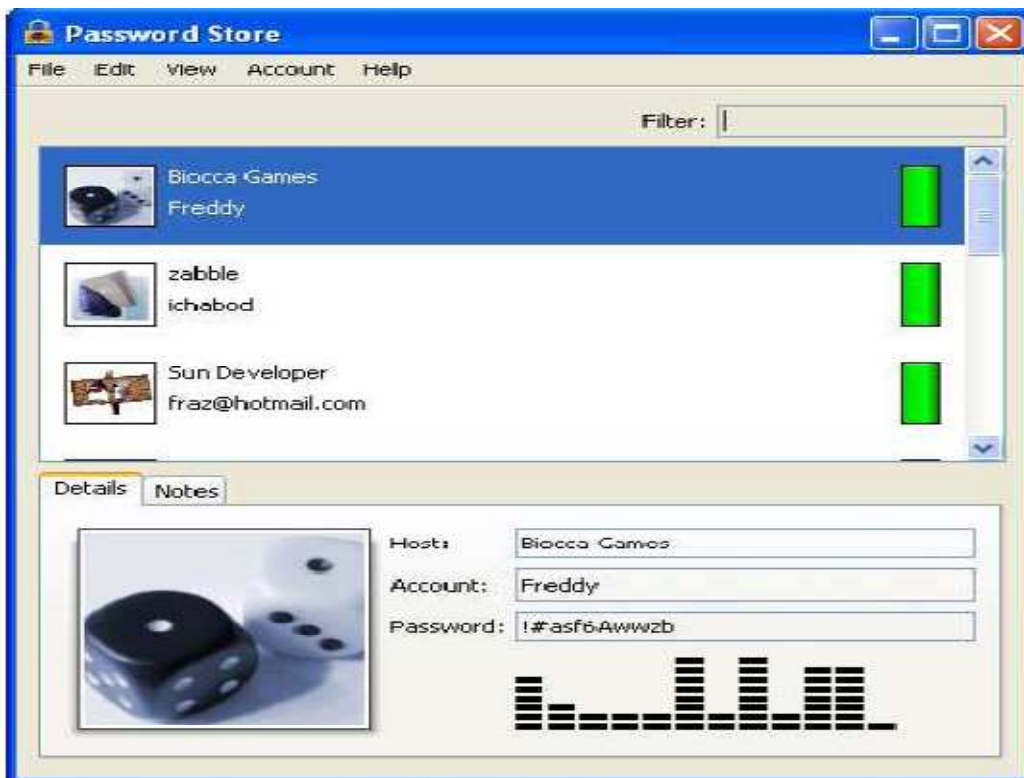 Password Store
File Edit View Account Help
Filter:
Biocca Games
Freddy
zabble
ichabod
Sun Developer
fraz@hotmail.com
Details Notes
Host: Biocca Games
Account: Freddy
Password: !#asf6Awwzb